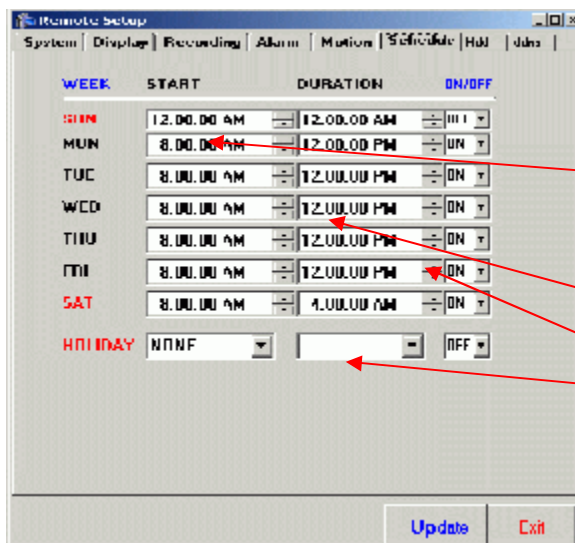 Remote Setup
System Display Recording Alarm Motion Schedule Hdd ddns
WEEK START DURATION ON/OFF
SUN 12:00:00 AM 12:00:00 AM OFF
MON 8:00:00 AM 12:00:00 PM ON
TUE 8:00:00 AM 12:00:00 PM ON
WED 8:00:00 AM 12:00:00 PM ON
THU 8:00:00 AM 12:00:00 PM ON
FRI 8:00:00 AM 12:00:00 PM ON
SAT 8:00:00 AM 4:00:00 AM ON
HOLIDAY NONE OFF
Update Exit